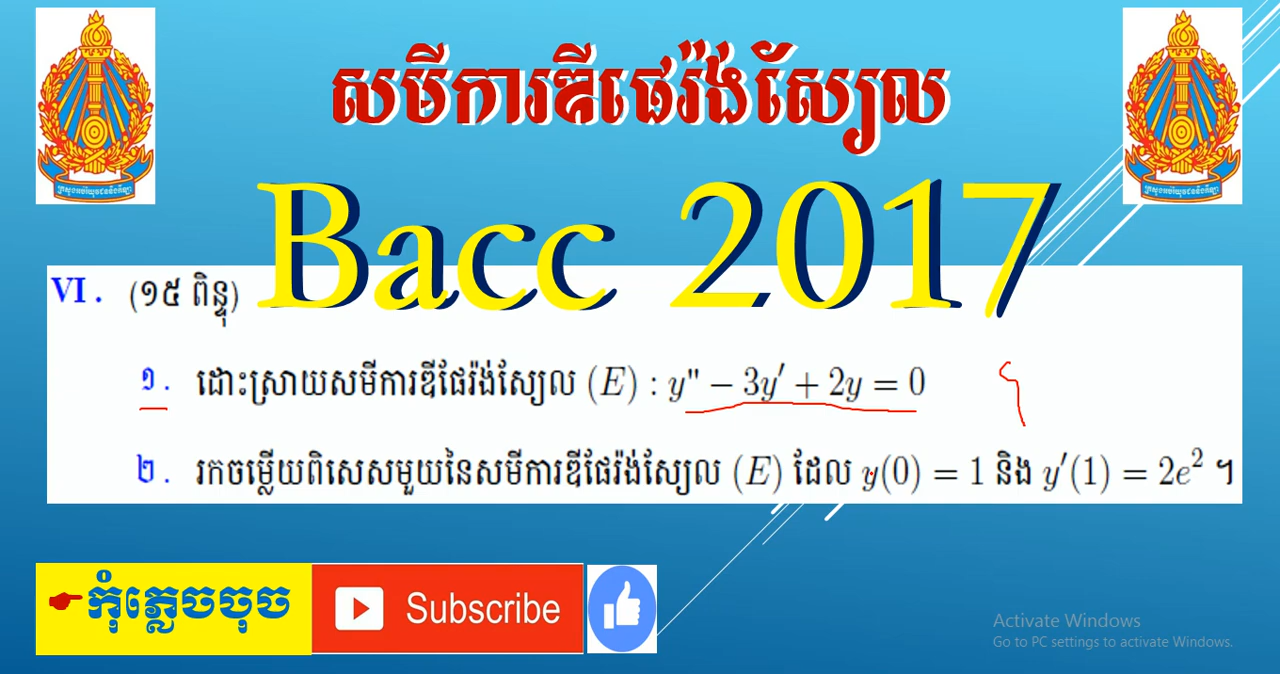 សមីការឌីផេរ៉ង់ស្យែល
Bacc 2017
VI . (១៥ ពិន្ទុ)
១ . ដោះស្រាយសមីការឌីផែរ៉ង់ស្យែល (E) : y" − 3y′ + 2y = 0
២ . រកចម្លើយពិសេសមួយនៃសមីការឌីផែរ៉ង់ស្យែល (E) ដែល y(0) = 1 និង y′(1) = 2e² ។
កុំភ្លេចចុច
Subscribe
Activate Windows
Go to PC settings to activate Windows.